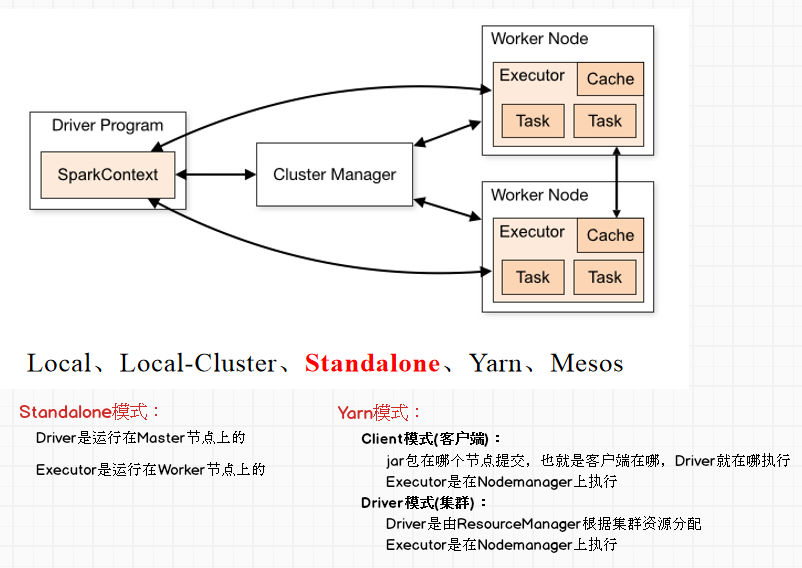 Worker Node
Executor
Cache
Task
Task
Driver Program
SparkContext
Cluster Manager
Worker Node
Executor
Cache
Task
Task
Local、Local-Cluster、Standalone、Yarn、Mesos
Standalone模式：
Driver是运行在Master节点上的
Executor是运行在Worker节点上的
Yarn模式：
Client模式(客户端)：
jar包在哪个节点提交，也就是客户端在哪，Driver就在哪执行
Executor是在Nodemanager上执行
Driver模式(集群)：
Driver是由ResourceManager根据集群资源分配
Executor是在Nodemanager上执行